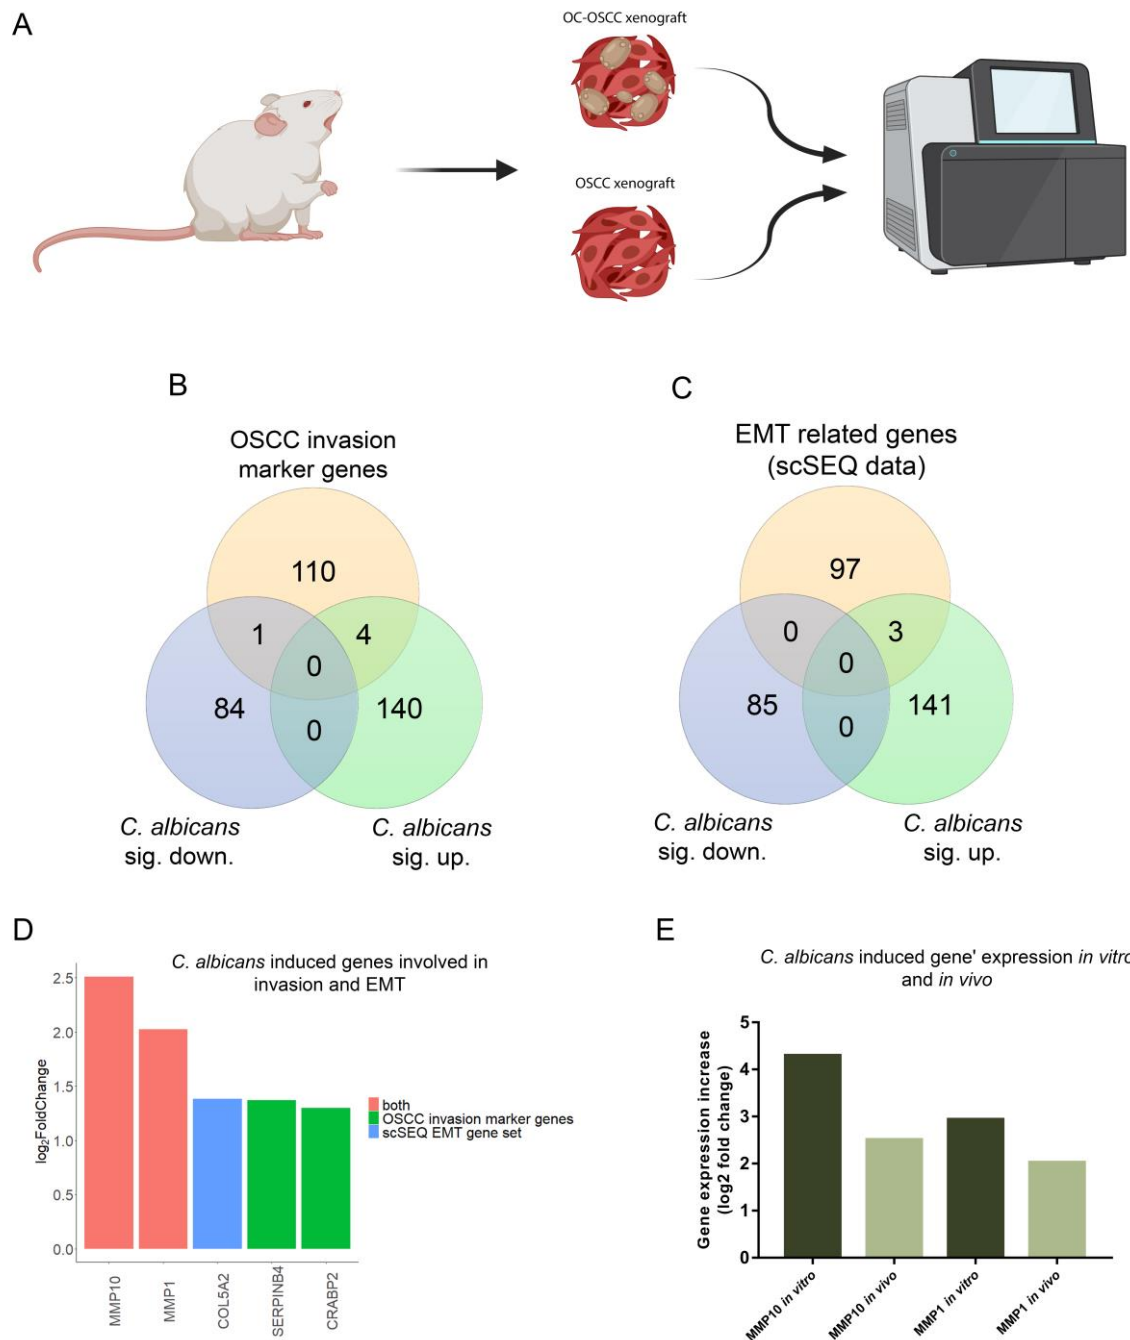 A
OC-OSCC xenograft
OSCC xenograft
B
OSCC invasion
marker genes
110
1
4
0
84
140
0
C. albicans
sig. down.
C. albicans
sig. up.
C
EMT related genes
(scSEQ data)
97
0
3
0
85
141
0
C. albicans
sig. down.
C. albicans
sig. up.
D
C. albicans induced genes involved in
invasion and EMT
log2FoldChange
2.5
2.0
1.5
1.0
0.5
0.0
both
OSCC invasion marker genes
scSEQ EMT gene set
MMP10
MMP1
COL5A2
SERPINB4
CRABP2
E
C. albicans induced gene' expression in vitro
and in vivo
Gene expression increase
(log2 fold change)
5
4
3
2
1
0
MMP10 in vitro
MMP10 in vivo
MMP1 in vitro
MMP1 in vivo